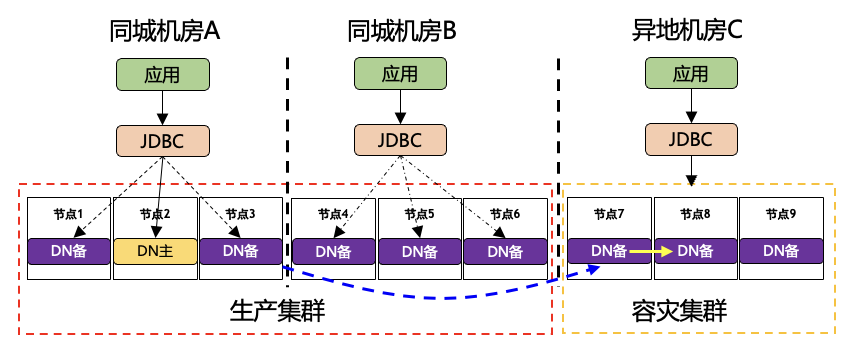 同城机房A
同城机房B
异地机房C
应用
应用
应用
JDBC
JDBC
JDBC
节点1
节点2
节点3
节点4
节点5
节点6
节点7
节点8
节点9
DN备
DN主
DN备
DN备
DN备
DN备
DN备
DN备
DN备
生产集群
容灾集群